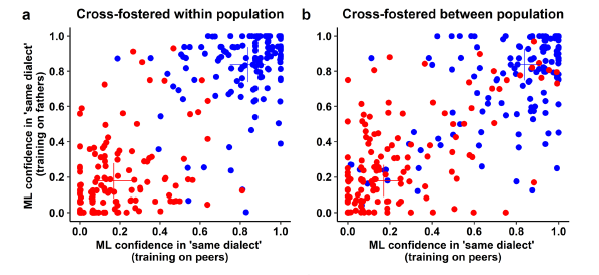 a Cross-fostered within population
ML confidence in 'same dialect'
(training on fathers)
1.0
0.8
0.6
0.4
0.2
0.0
0.0 0.2 0.4 0.6 0.8 1.0
ML confidence in 'same dialect'
(training on peers)
b Cross-fostered between population
1.0
0.8
0.6
0.4
0.2
0.0
0.0 0.2 0.4 0.6 0.8 1.0
ML confidence in 'same dialect'
(training on peers)